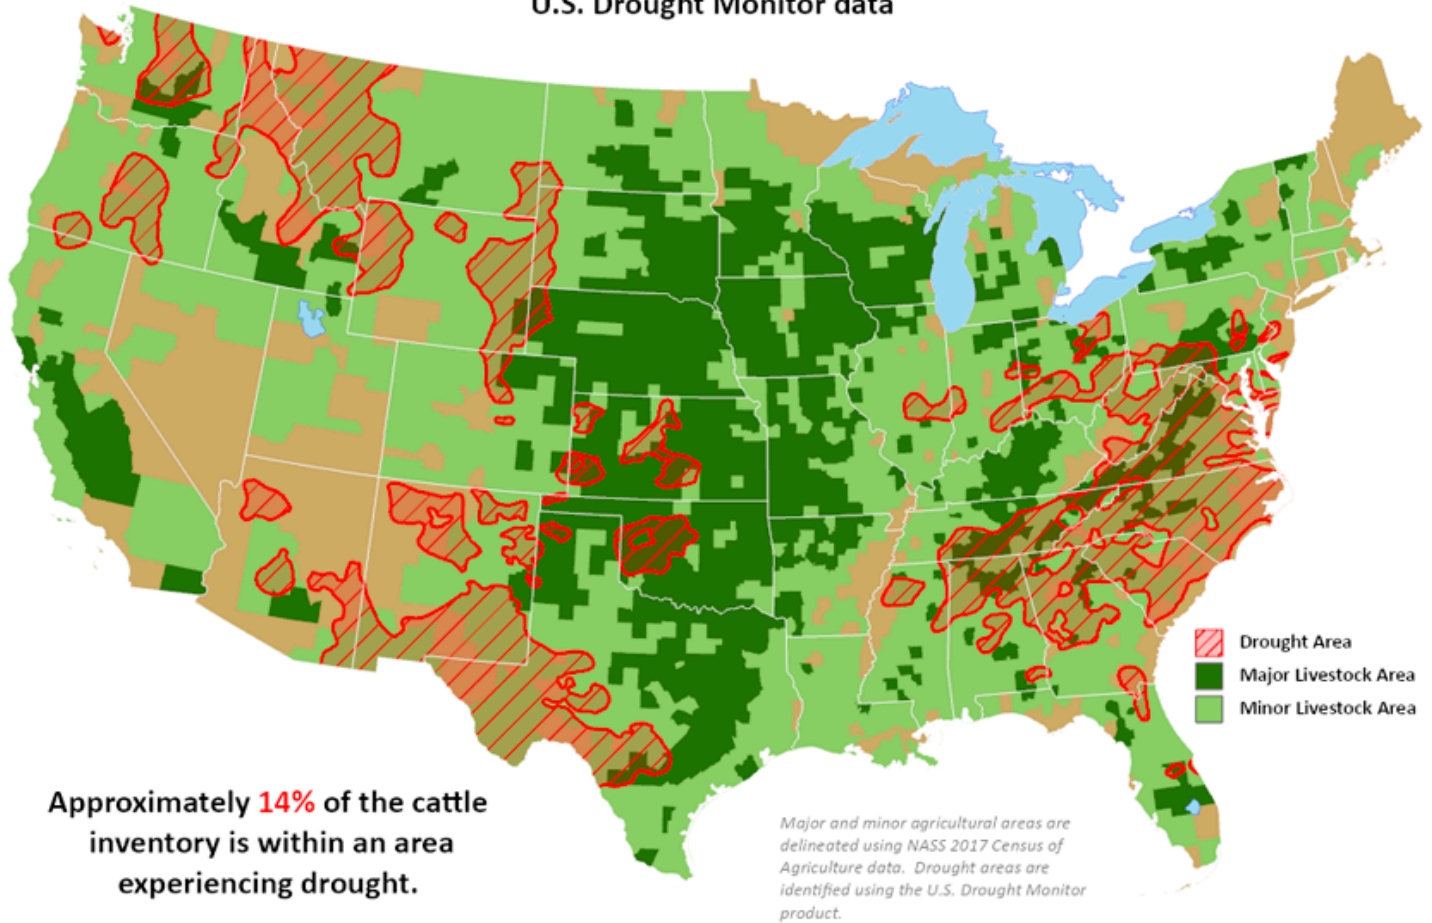 U.S. Drought Monitor data
Drought Area
Major Livestock Area
Minor Livestock Area
Approximately 14% of the cattle
inventory is within an area
experiencing drought.
Major and minor agricultural areas are
delineated using NASS 2017 Census of
Agriculture data. Drought areas are
identified using the U.S. Drought Monitor
product.